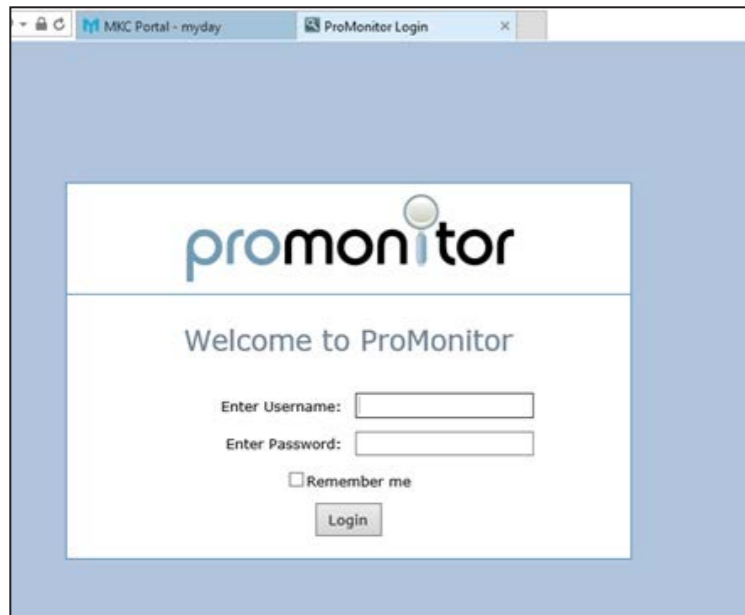 MKC Portal - myday
ProMonitor Login
promonitor
Welcome to ProMonitor
Enter Username:
Enter Password:
Remember me
Login